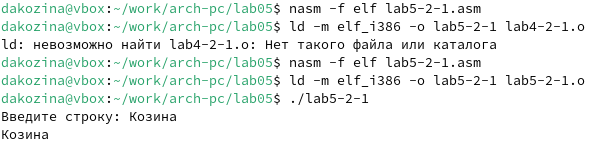 dakozina@vbox:~/work/arch-pc/lab05$ nasm -f elf lab5-2-1.asm
dakozina@vbox:~/work/arch-pc/lab05$ ld -m elf_i386 -o lab5-2-1 lab4-2-1.o
ld: невозможно найти lab4-2-1.o: Нет такого файла или каталога
dakozina@vbox:~/work/arch-pc/lab05$ nasm -f elf lab5-2-1.asm
dakozina@vbox:~/work/arch-pc/lab05$ ld -m elf_i386 -o lab5-2-1 lab5-2-1.o
dakozina@vbox:~/work/arch-pc/lab05$ ./lab5-2-1
Введите строку: Козина
Козина